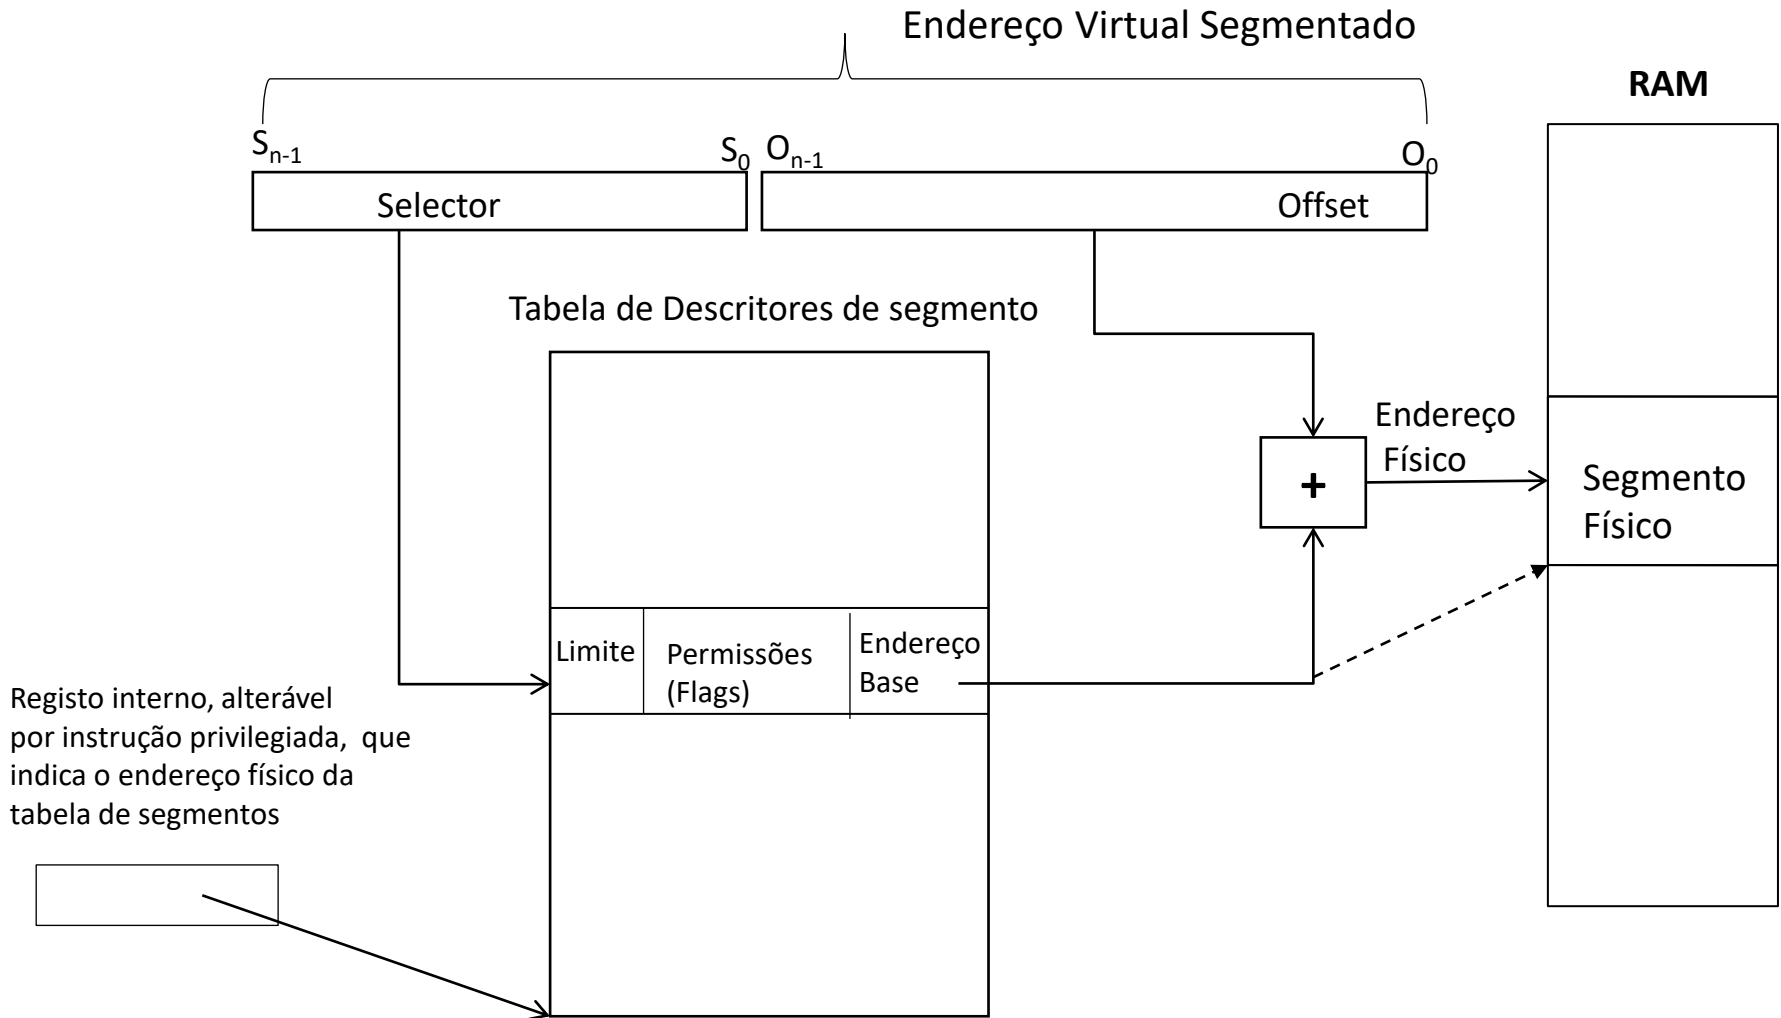 Endereço Virtual Segmentado
RAM
Sn-1
S0
On-1
O0
Selector
Offset
Tabela de Descritores de segmento
Endereço
Físico
+
Segmento
Físico
Limite
Permissões
(Flags)
Endereço
Base
Registo interno, alterável
por instrução privilegiada, que
indica o endereço físico da
tabela de segmentos